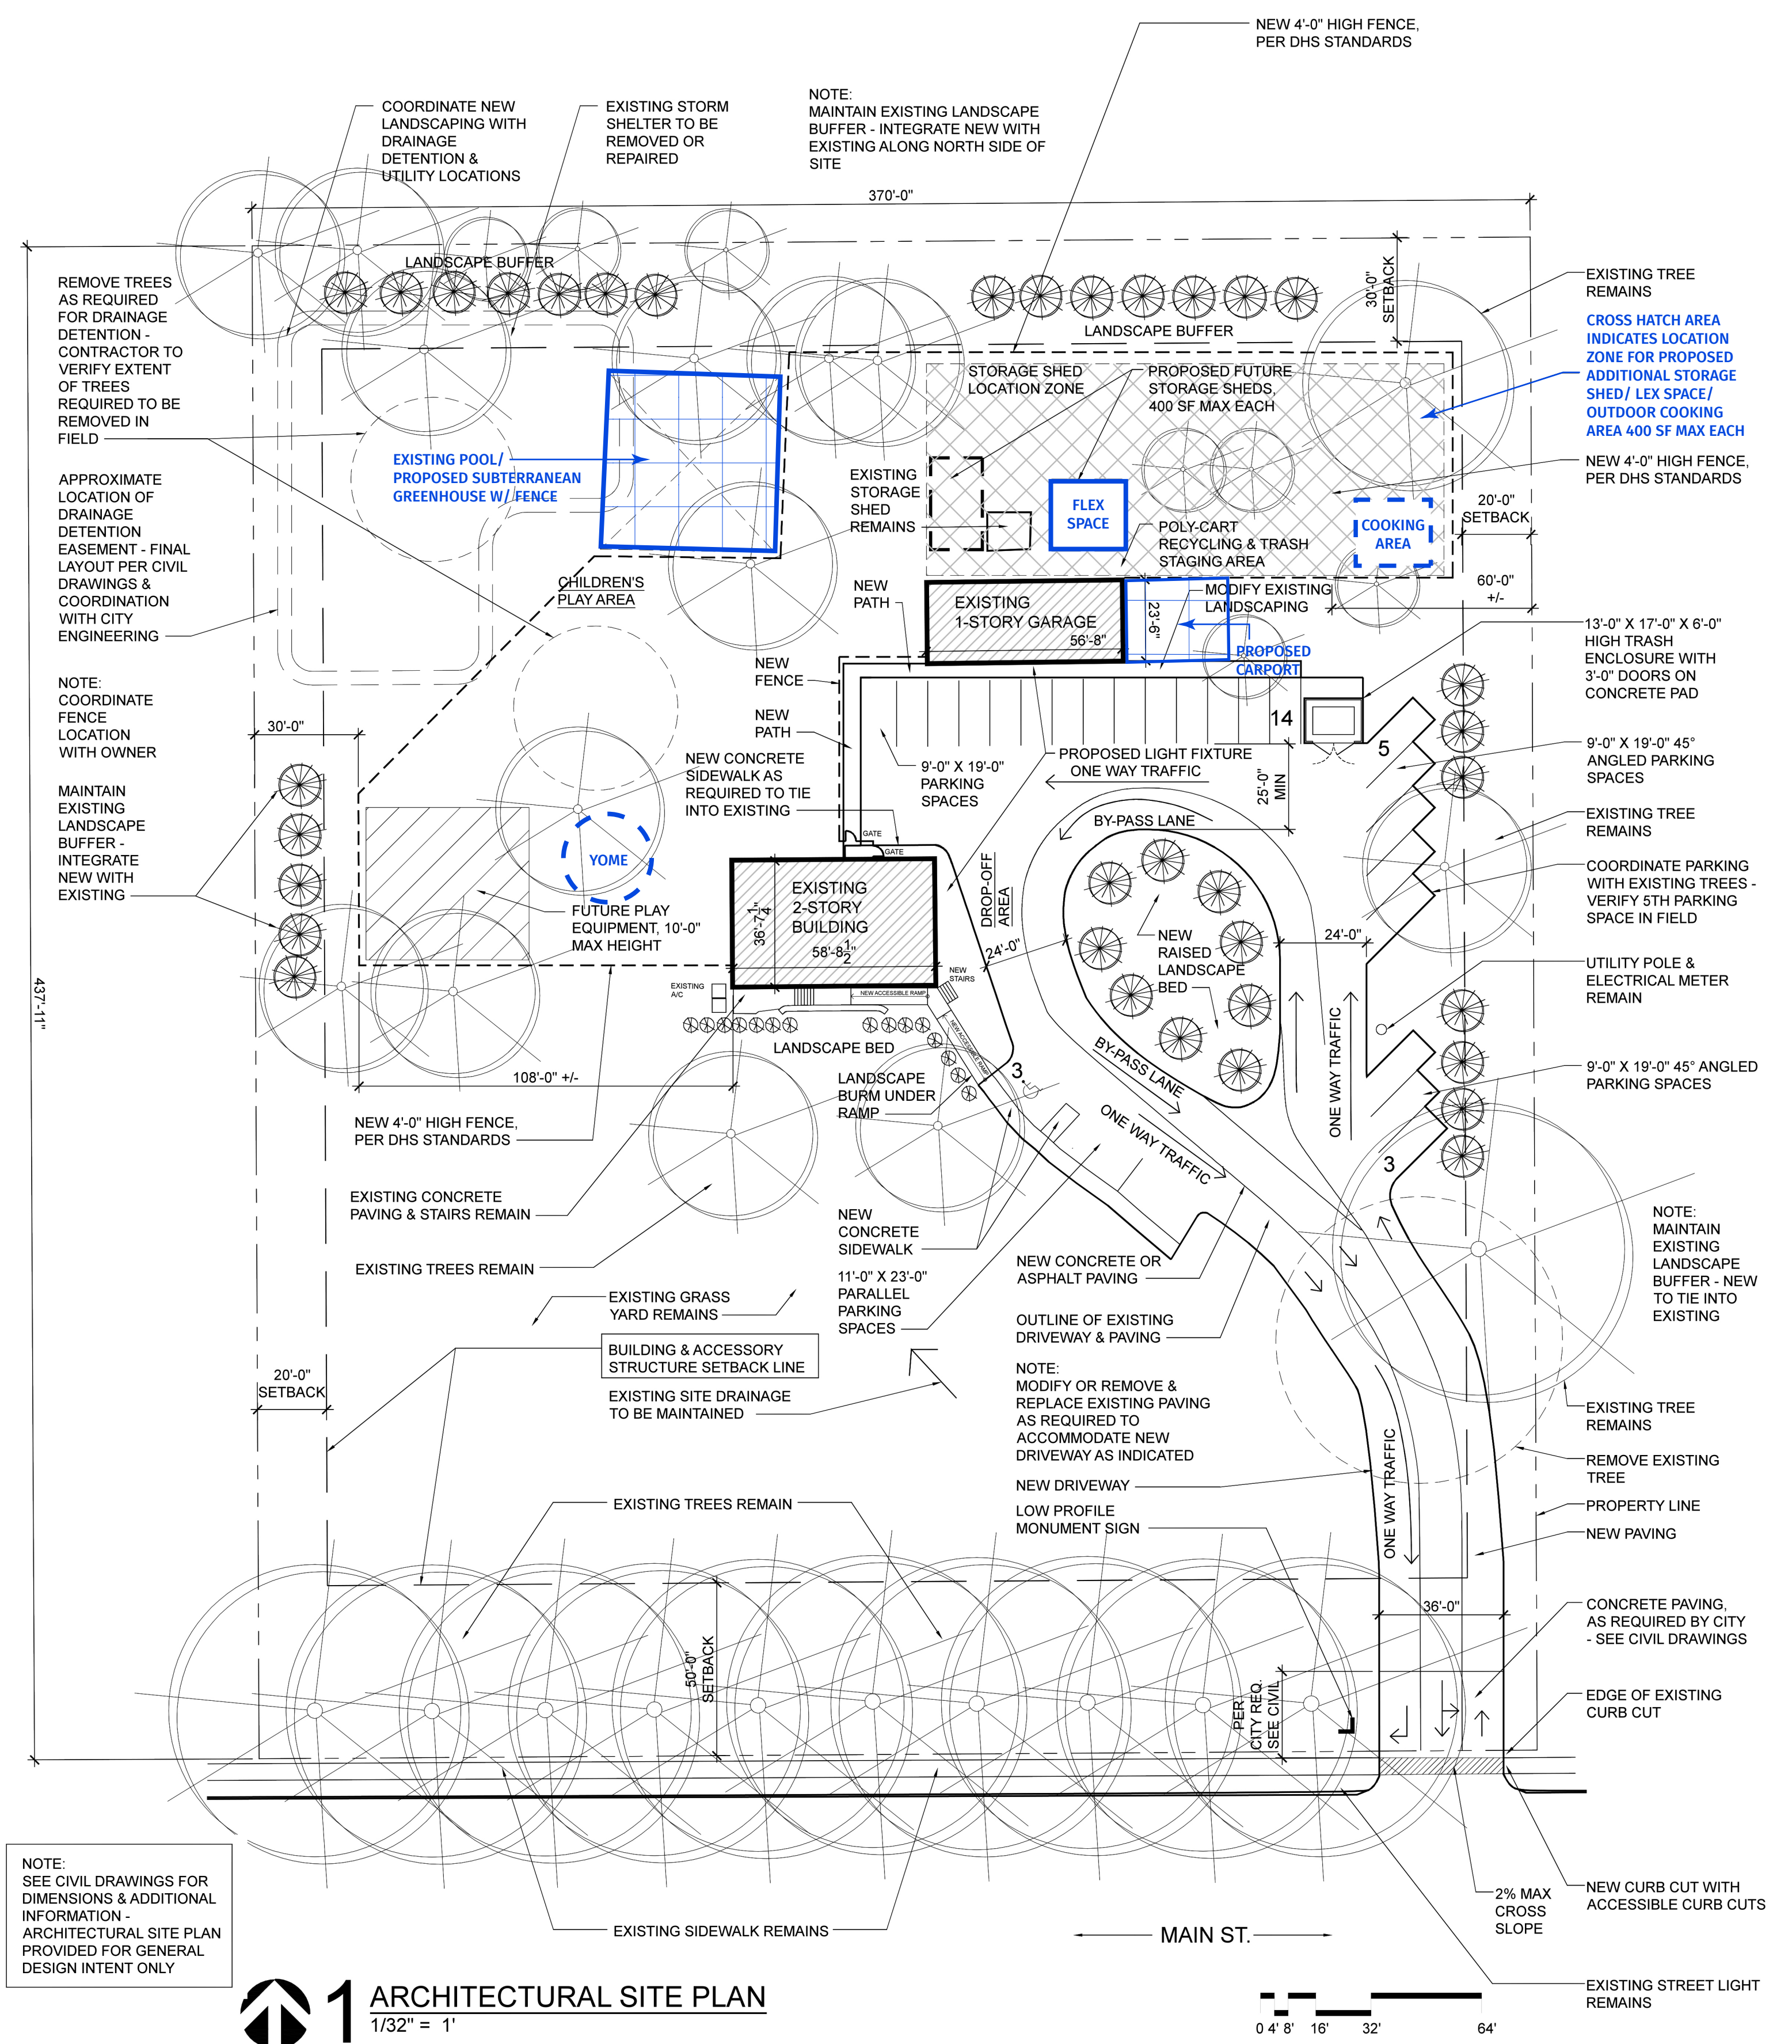 NEW 4'-0" HIGH FENCE,
PER DHS STANDARDS
COORDINATE NEW
LANDSCAPING WITH
DRAINAGE
DETENTION &
UTILITY LOCATIONS
EXISTING STORM
SHELTER TO BE
REMOVED OR
REPAIRED
NOTE:
MAINTAIN EXISTING LANDSCAPE
BUFFER - INTEGRATE NEW WITH
EXISTING ALONG NORTH SIDE OF
SITE
370'-0"
LANDSCAPE BUFFER
LANDSCAPE BUFFER
30'-0"
SETBACK
REMOVE TREES
AS REQUIRED
FOR DRAINAGE
DETENTION -
CONTRACTOR TO
VERIFY EXTENT
OF TREES
REQUIRED TO BE
REMOVED IN
FIELD
APPROXIMATE
LOCATION OF
DRAINAGE
DETENTION
EASEMENT - FINAL
LAYOUT PER CIVIL
DRAWINGS &
COORDINATION
WITH CITY
ENGINEERING
NOTE:
COORDINATE
FENCE
LOCATION
WITH OWNER
MAINTAIN
EXISTING
LANDSCAPE
BUFFER -
INTEGRATE
NEW WITH
EXISTING
437'-11"
EXISTING POOL/
PROPOSED SUBTERRANEAN
GREENHOUSE W/ FENCE
STORAGE SHED
LOCATION ZONE
PROPOSED FUTURE
STORAGE SHEDS,
400 SF MAX EACH
EXISTING
STORAGE
SHED
REMAINS
FLEX
SPACE
COOKING
AREA
POLY-CART
RECYCLING & TRASH
STAGING AREA
EXISTING TREE
REMAINS
CROSS HATCH AREA
INDICATES LOCATION
ZONE FOR PROPOSED
ADDITIONAL STORAGE
SHED/ LEX SPACE/
OUTDOOR COOKING
AREA 400 SF MAX EACH
NEW 4'-0" HIGH FENCE,
PER DHS STANDARDS
20'-0"
SETBACK
60'-0"
+/-
CHILDREN'S
PLAY AREA
NEW
PATH
EXISTING
1-STORY GARAGE
56'-8"
23'-6"
MODIFY EXISTING
LANDSCAPING
PROPOSED
CARPORT
13'-0" X 17'-0" X 6'-0"
HIGH TRASH
ENCLOSURE WITH
3'-0" DOORS ON
CONCRETE PAD
NEW
FENCE
NEW
PATH
30'-0"
14
5
NEW CONCRETE
SIDEWALK AS
REQUIRED TO TIE
INTO EXISTING
9'-0" X 19'-0"
PARKING
SPACES
PROPOSED LIGHT FIXTURE
ONE WAY TRAFFIC
25'-0"
MIN
9'-0" X 19'-0" 45°
ANGLED PARKING
SPACES
EXISTING TREE
REMAINS
BY-PASS LANE
GATE
GATE
YOME
DROP-OFF
AREA
EXISTING
2-STORY
BUILDING
36'-7 1/4"
58'-8 1/2"
FUTURE PLAY
EQUIPMENT, 10'-0"
MAX HEIGHT
COORDINATE PARKING
WITH EXISTING TREES -
VERIFY 5TH PARKING
SPACE IN FIELD
24'-0"
24'-0"
NEW
RAISED
LANDSCAPE
BED
UTILITY POLE &
ELECTRICAL METER
REMAIN
EXISTING
A/C
NEW ACCESSIBLE RAMP
NEW
STAIRS
NEW ACCESSIBLE RAMP
LANDSCAPE BED
108'-0" +/-
LANDSCAPE
BURM UNDER
RAMP
3
BY-PASS LANE
ONE WAY TRAFFIC
ONE WAY TRAFFIC
9'-0" X 19'-0" 45° ANGLED
PARKING SPACES
3
NEW 4'-0" HIGH FENCE,
PER DHS STANDARDS
EXISTING CONCRETE
PAVING & STAIRS REMAIN
EXISTING TREES REMAIN
NEW
CONCRETE
SIDEWALK
11'-0" X 23'-0"
PARALLEL
PARKING
SPACES
NEW CONCRETE OR
ASPHALT PAVING
OUTLINE OF EXISTING
DRIVEWAY & PAVING
NOTE:
MAINTAIN
EXISTING
LANDSCAPE
BUFFER - NEW
TO TIE INTO
EXISTING
EXISTING GRASS
YARD REMAINS
BUILDING & ACCESSORY
STRUCTURE SETBACK LINE
EXISTING SITE DRAINAGE
TO BE MAINTAINED
20'-0"
SETBACK
NOTE:
MODIFY OR REMOVE &
REPLACE EXISTING PAVING
AS REQUIRED TO
ACCOMMODATE NEW
DRIVEWAY AS INDICATED
NEW DRIVEWAY
LOW PROFILE
MONUMENT SIGN
ONE WAY TRAFFIC
EXISTING TREE
REMAINS
REMOVE EXISTING
TREE
PROPERTY LINE
NEW PAVING
EXISTING TREES REMAIN
50'-0"
SETBACK
36'-0"
PER
CITY REQ.
SEE CIVIL
CONCRETE PAVING,
AS REQUIRED BY CITY
- SEE CIVIL DRAWINGS
EDGE OF EXISTING
CURB CUT
NOTE:
SEE CIVIL DRAWINGS FOR
DIMENSIONS & ADDITIONAL
INFORMATION -
ARCHITECTURAL SITE PLAN
PROVIDED FOR GENERAL
DESIGN INTENT ONLY
EXISTING SIDEWALK REMAINS
MAIN ST.
2% MAX
CROSS
SLOPE
NEW CURB CUT WITH
ACCESSIBLE CURB CUTS
EXISTING STREET LIGHT
REMAINS
1
ARCHITECTURAL SITE PLAN
1/32" = 1'
0 4' 8' 16' 32' 64'